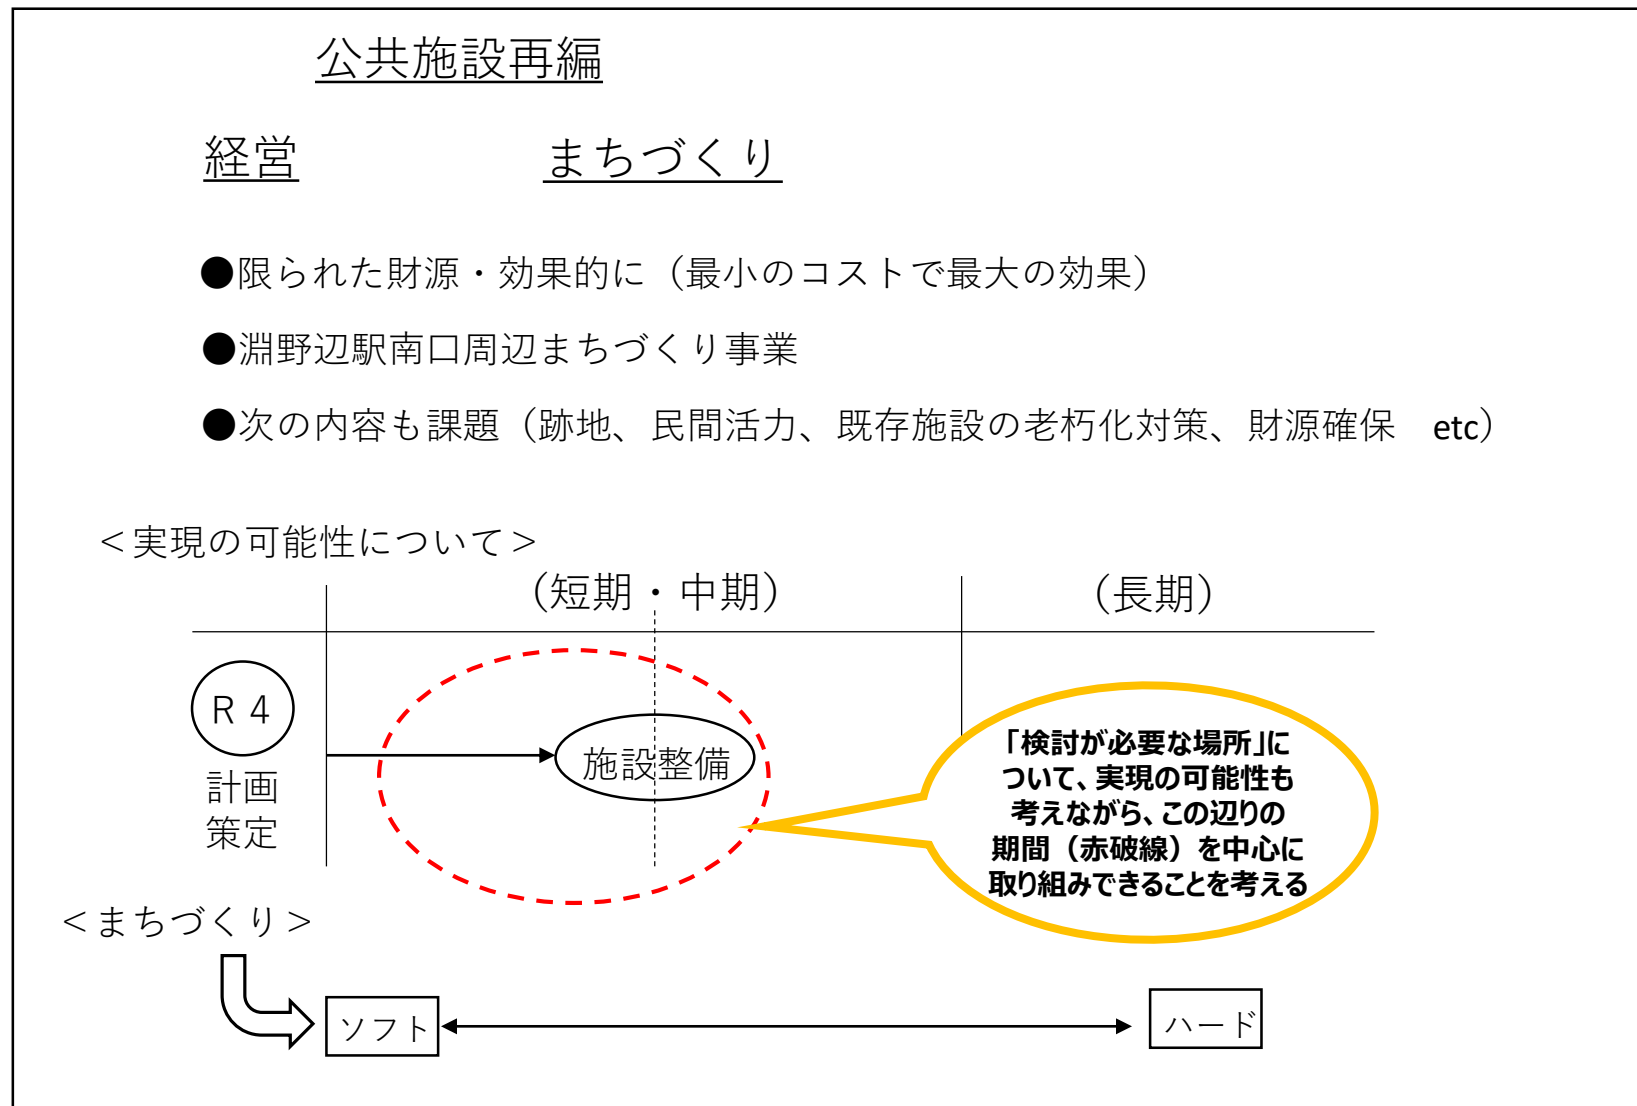 公共施設再編
経営　まちづくり
●限られた財源・効果的に（最小のコストで最大の効果）
●淵野辺駅南口周辺まちづくり事業
●次の内容も課題（跡地、民間活力、既存施設の老朽化対策、財源確保　etc）
＜実現の可能性について＞
（短期・中期）　（長期）
Ｒ４
計画
策定
施設整備
「検討が必要な場所」に
ついて、実現の可能性も
考えながら、この辺りの
期間（赤破線）を中心に
取り組みできることを考える
＜まちづくり＞
ソフト　ハード